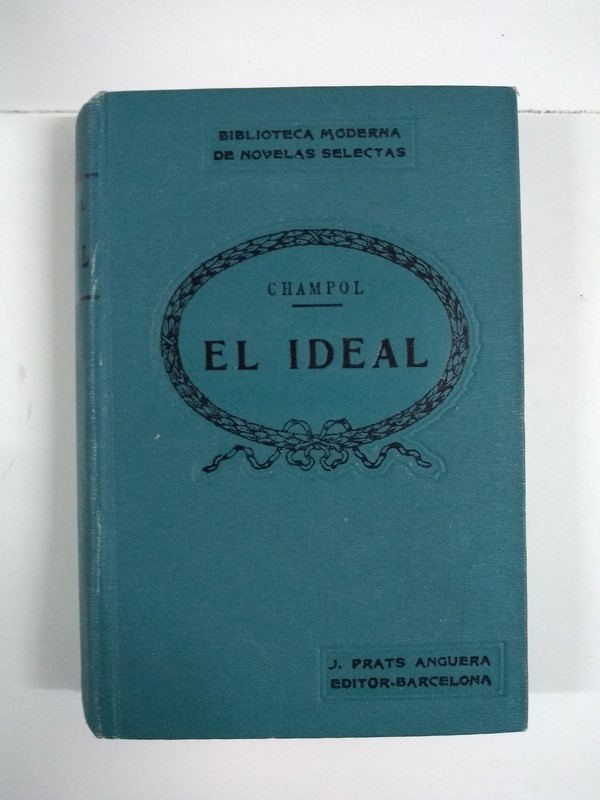 BIBLIOTECA MODERNA
DE NOVELAS SELECTAS
CHAMPOL
EL IDEAL
J. PRATS ANGUERA
EDITOR-BARCELONA